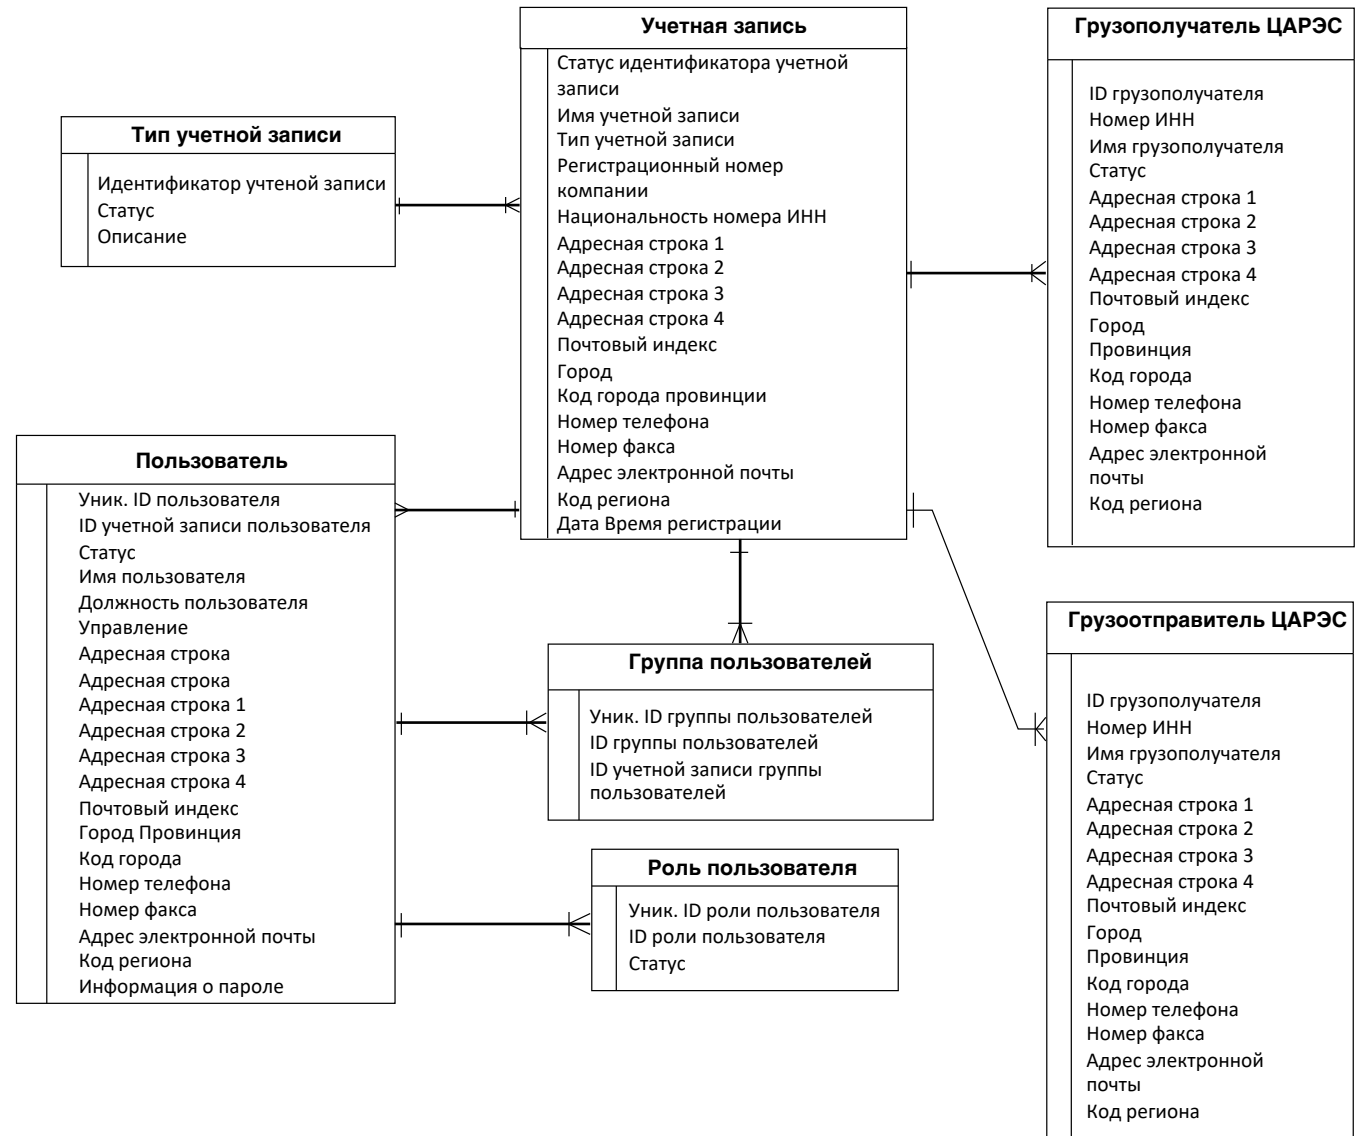 Учетная запись
Статус идентификатора учетной
записи
Имя учетной записи
Тип учетной записи
Регистрационный номер
компании
Национальность номера ИНН
Адресная строка 1
Адресная строка 2
Адресная строка 3
Адресная строка 4
Почтовый индекс
Город
Код города провинции
Номер телефона
Номер факса
Адрес электронной почты
Код региона
Дата Время регистрации
Грузополучатель ЦАРЭС
ID грузополучателя
Номер ИНН
Имя грузополучателя
Статус
Адресная строка 1
Адресная строка 2
Адресная строка 3
Адресная строка 4
Почтовый индекс
Город
Провинция
Код города
Номер телефона
Номер факса
Адрес электронной
почты
Код региона
Тип учетной записи
Идентификатор учтеной записи
Статус
Описание
Пользователь
Уник. ID пользователя
ID учетной записи пользователя
Статус
Имя пользователя
Должность пользователя
Управление
Адресная строка
Адресная строка
Адресная строка 1
Адресная строка 2
Адресная строка 3
Адресная строка 4
Почтовый индекс
Город Провинция
Код города
Номер телефона
Номер факса
Адрес электронной почты
Код региона
Информация о пароле
Группа пользователей
Уник. ID группы пользователей
ID группы пользователей
ID учетной записи группы
пользователей
Роль пользователя
Уник. ID роли пользователя
ID роли пользователя
Статус
Грузоотправитель ЦАРЭС
ID грузополучателя
Номер ИНН
Имя грузополучателя
Статус
Адресная строка 1
Адресная строка 2
Адресная строка 3
Адресная строка 4
Почтовый индекс
Город
Провинция
Код города
Номер телефона
Номер факса
Адрес электронной
почты
Код региона